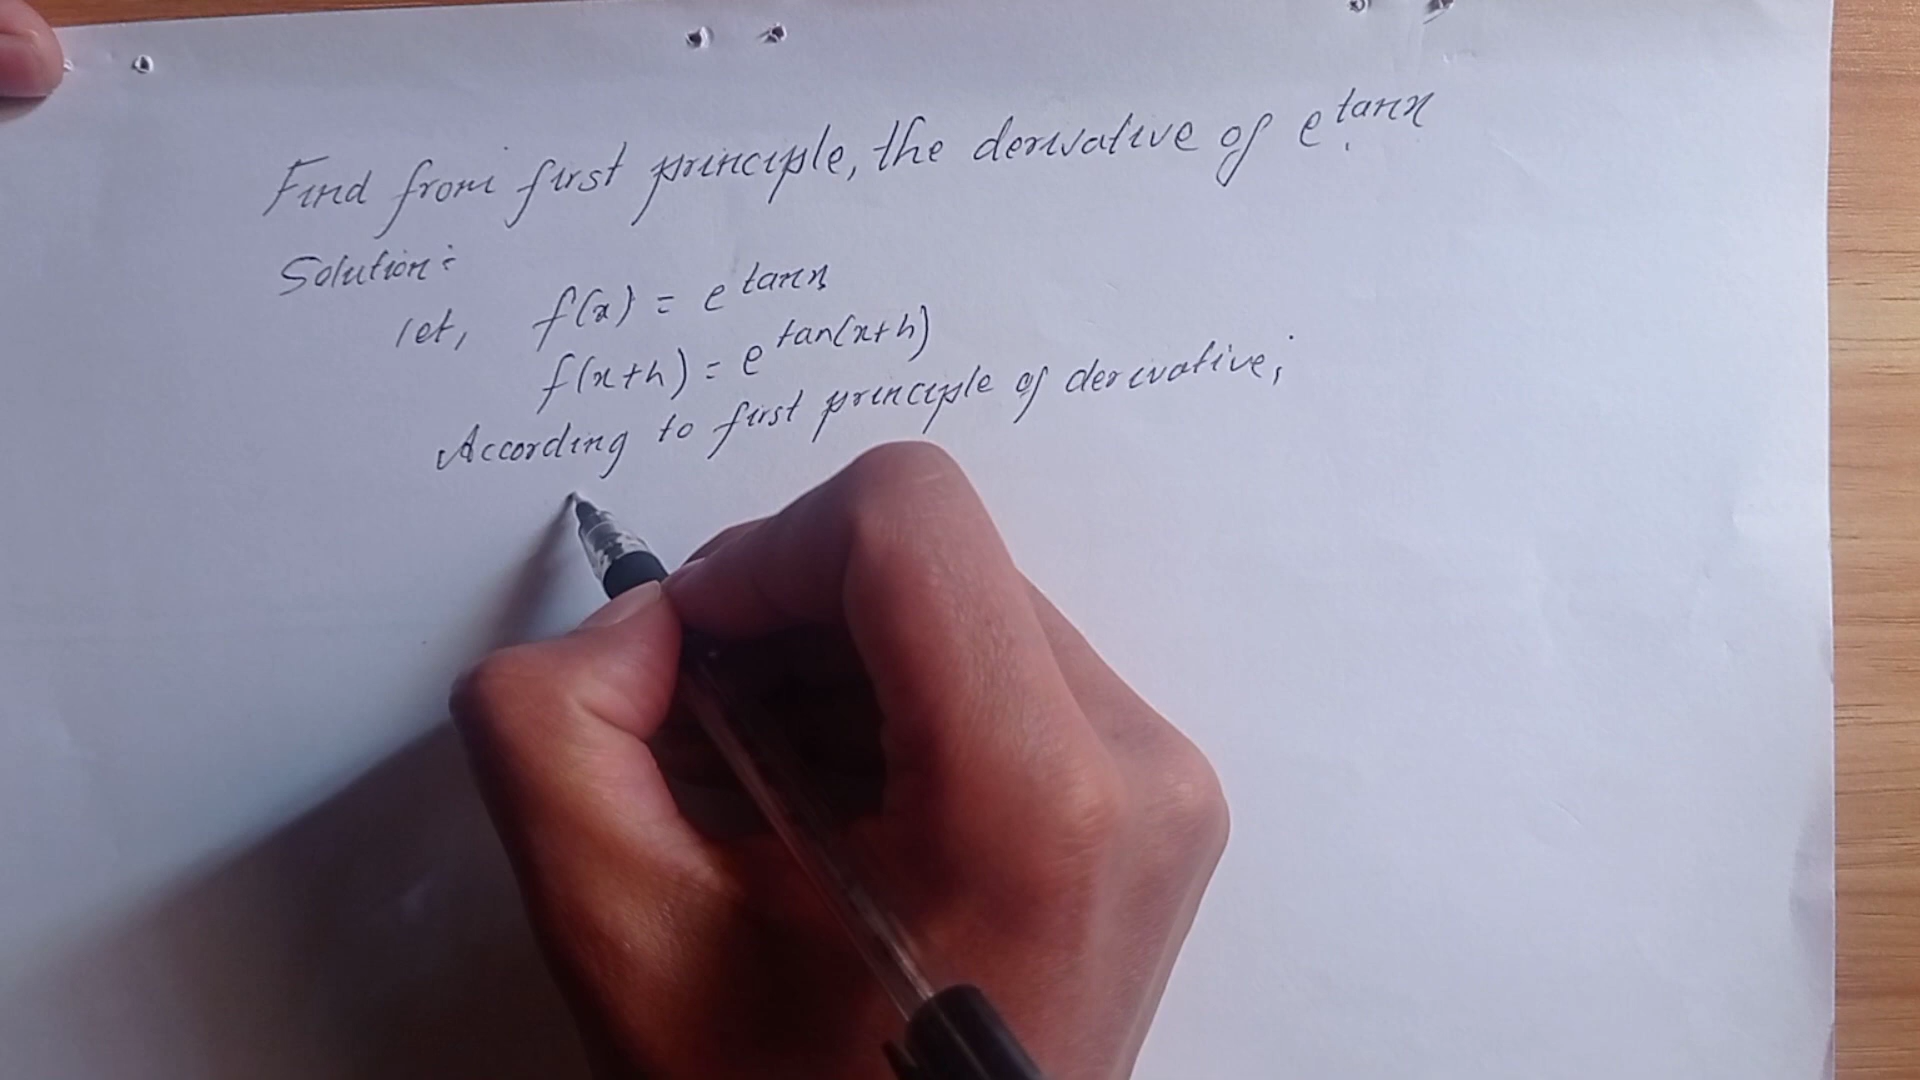 Find from first principle, the derivative of e^tanx.
Solution:
let, f(x) = e^tanx
f(x+h) = e^tan(x+h)
According to first principle of derivative;